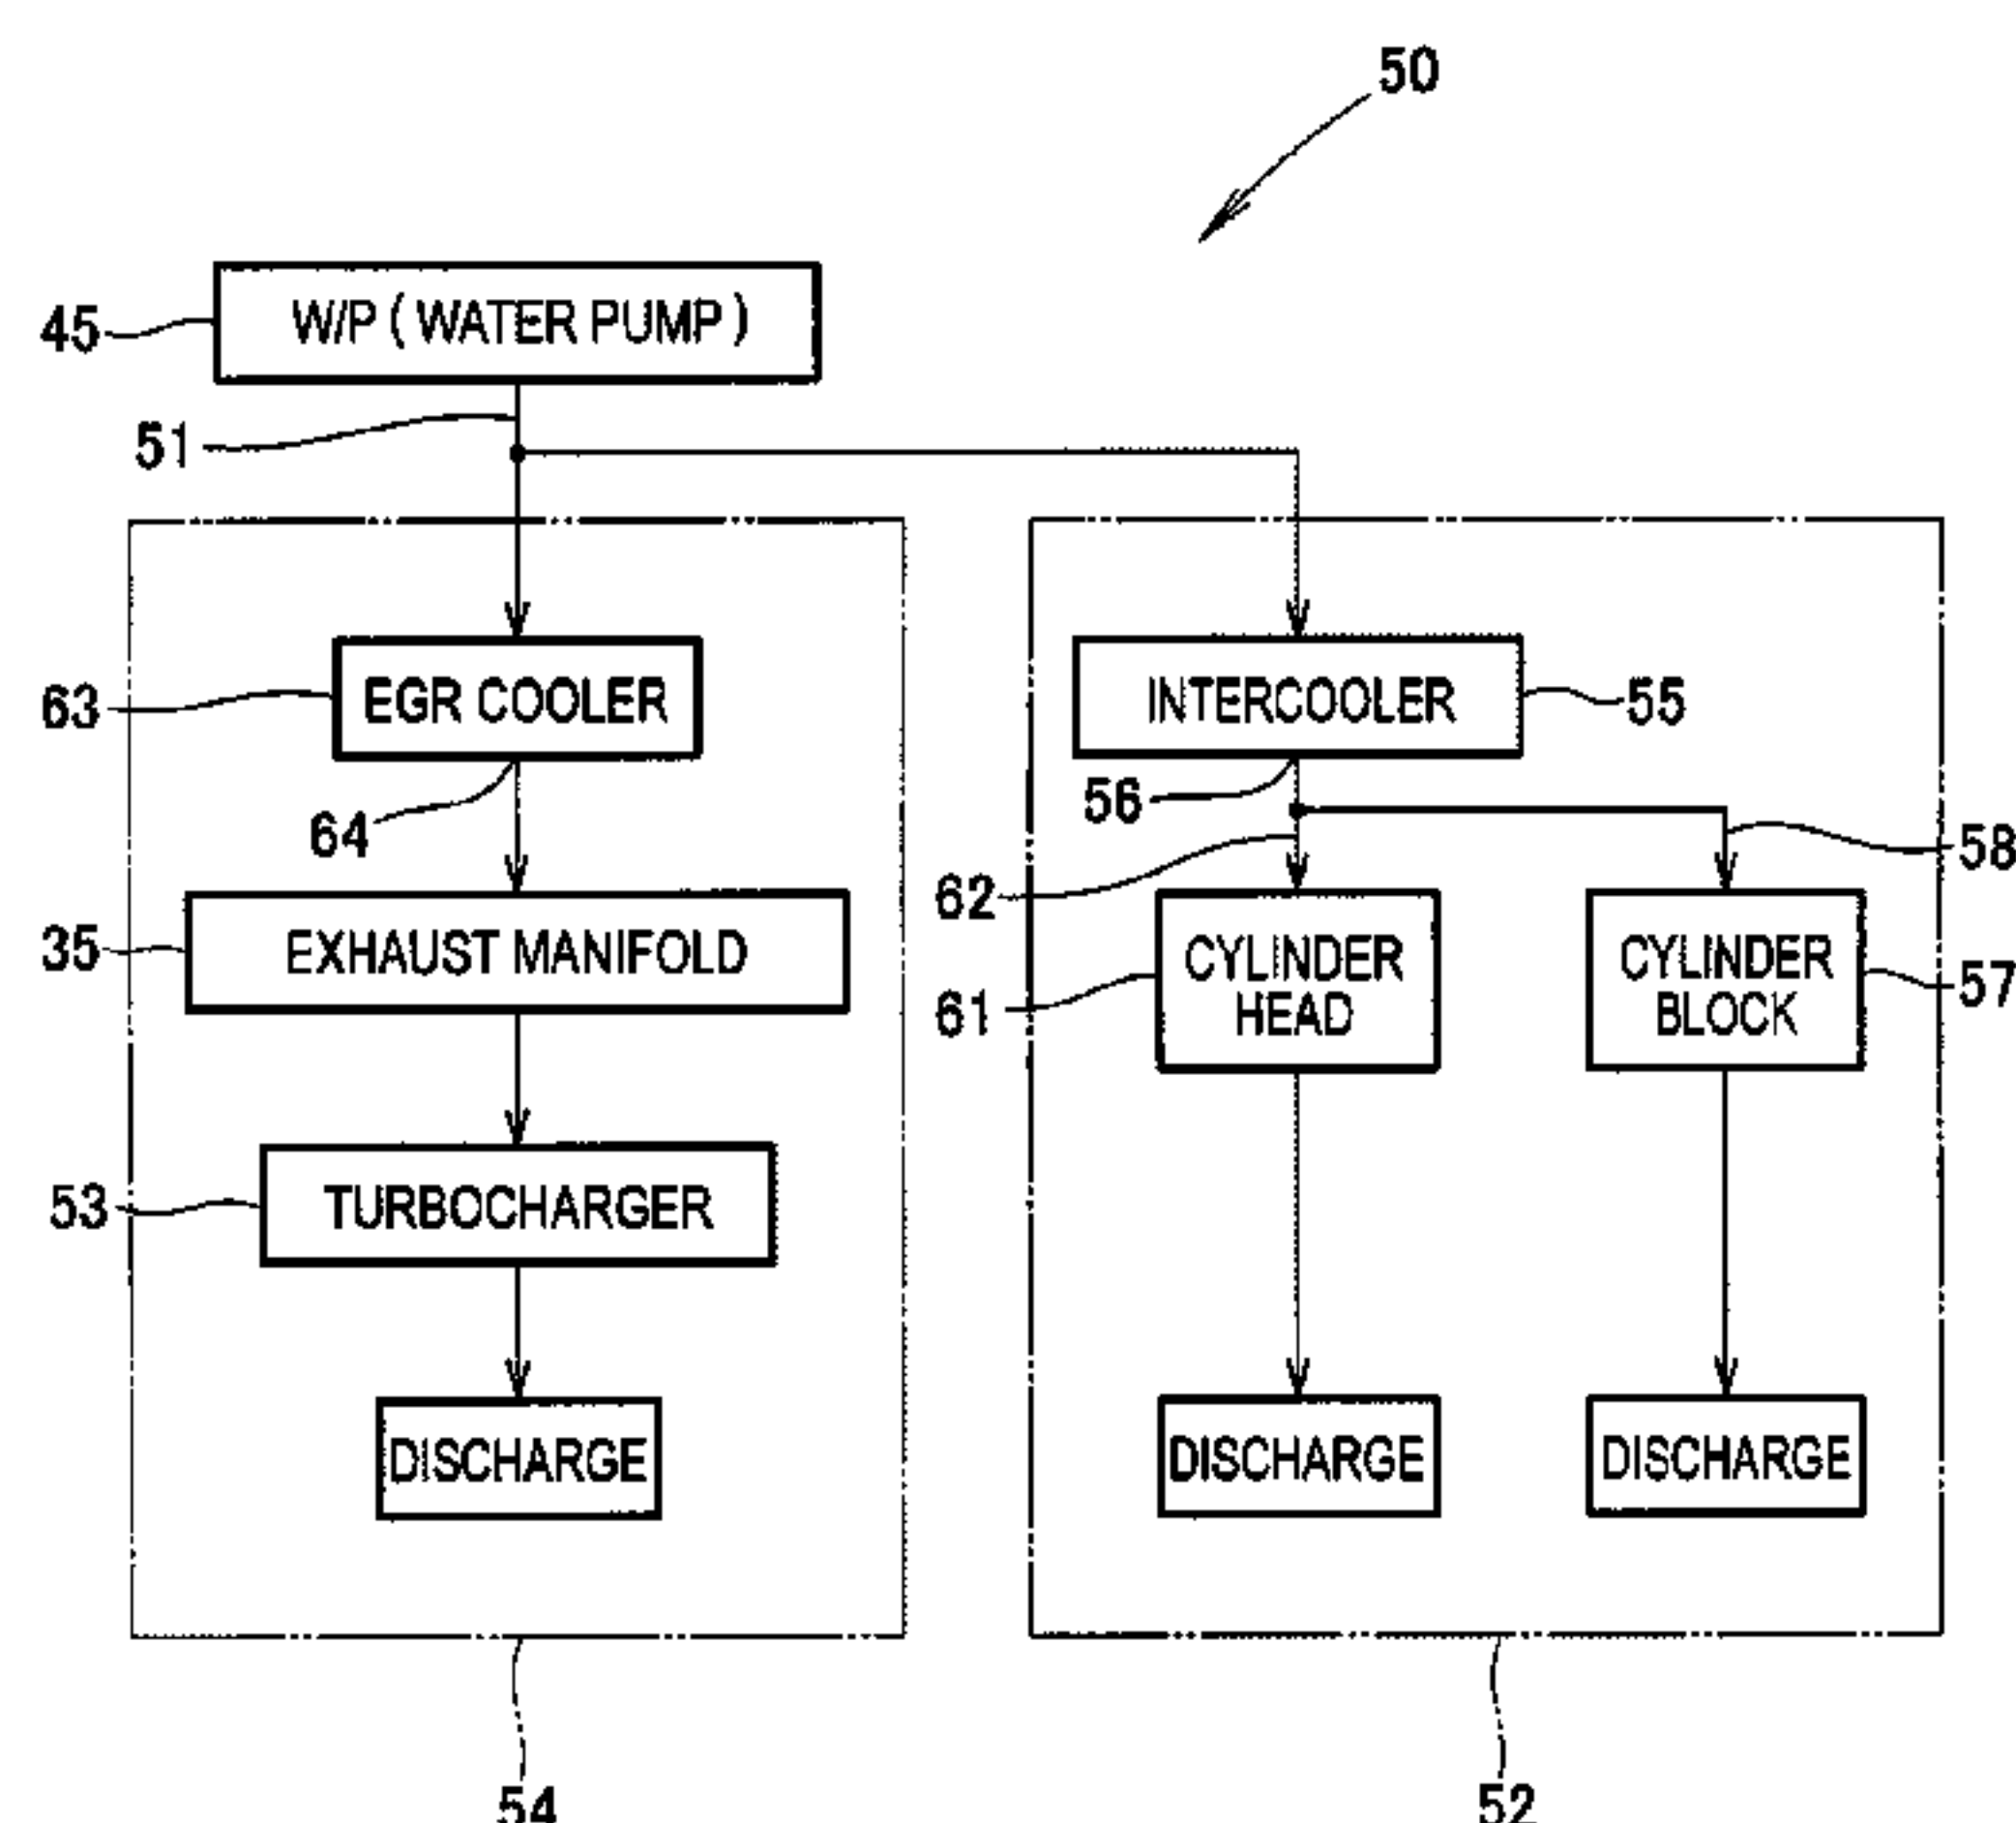 50
45
W/P ( WATER PUMP )
51
63
EGR COOLER
INTERCOOLER
55
64
56
58
62
35
EXHAUST MANIFOLD
61
CYLINDER
HEAD
CYLINDER
BLOCK
57
53
TURBOCHARGER
DISCHARGE
DISCHARGE
DISCHARGE
54
52